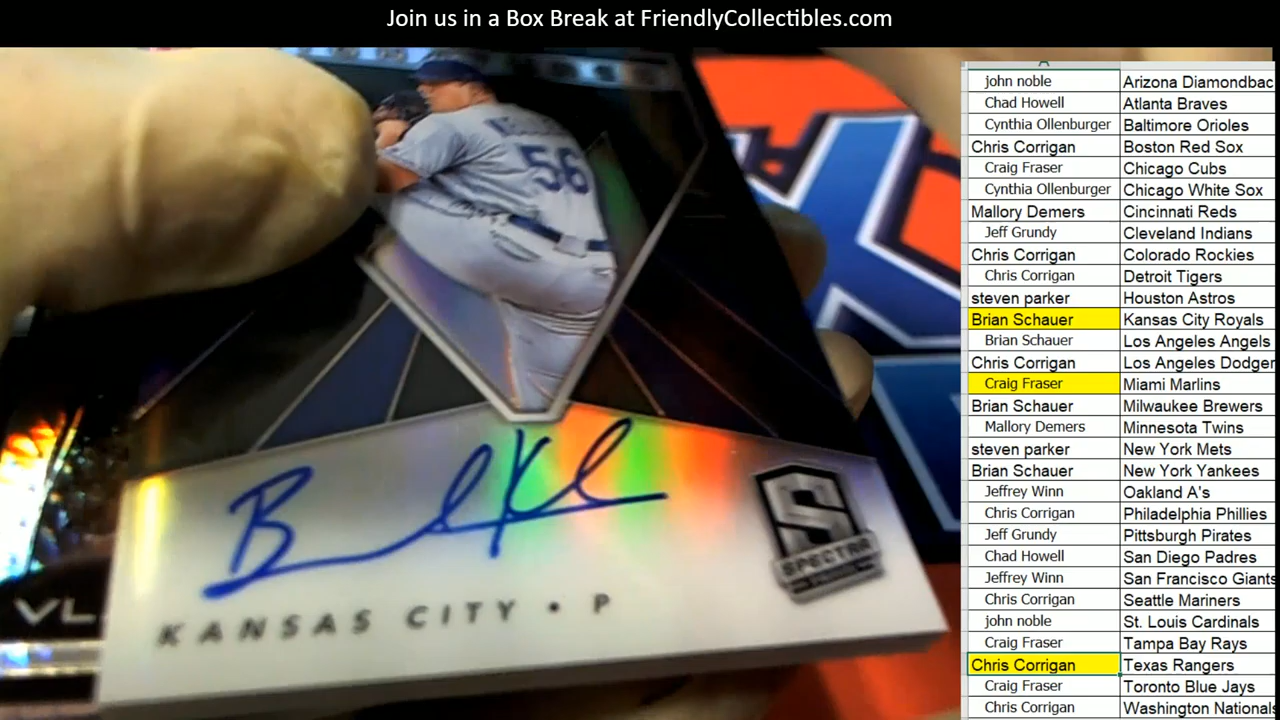 Join us in a Box Break at FriendlyCollectibles.com
56
KANSAS CITY • P
SPECTRA
VL
A
john noble Arizona Diamondbac
Chad Howell Atlanta Braves
Cynthia Ollenburger Baltimore Orioles
Chris Corrigan Boston Red Sox
Craig Fraser Chicago Cubs
Cynthia Ollenburger Chicago White Sox
Mallory Demers Cincinnati Reds
Jeff Grundy Cleveland Indians
Chris Corrigan Colorado Rockies
Chris Corrigan Detroit Tigers
steven parker Houston Astros
Brian Schauer Kansas City Royals
Brian Schauer Los Angeles Angels
Chris Corrigan Los Angeles Dodger
Craig Fraser Miami Marlins
Brian Schauer Milwaukee Brewers
Mallory Demers Minnesota Twins
steven parker New York Mets
Brian Schauer New York Yankees
Jeffrey Winn Oakland A's
Chris Corrigan Philadelphia Phillies
Jeff Grundy Pittsburgh Pirates
Chad Howell San Diego Padres
Jeffrey Winn San Francisco Giants
Chris Corrigan Seattle Mariners
john noble St. Louis Cardinals
Craig Fraser Tampa Bay Rays
Chris Corrigan Texas Rangers
Craig Fraser Toronto Blue Jays
Chris Corrigan Washington Nationals